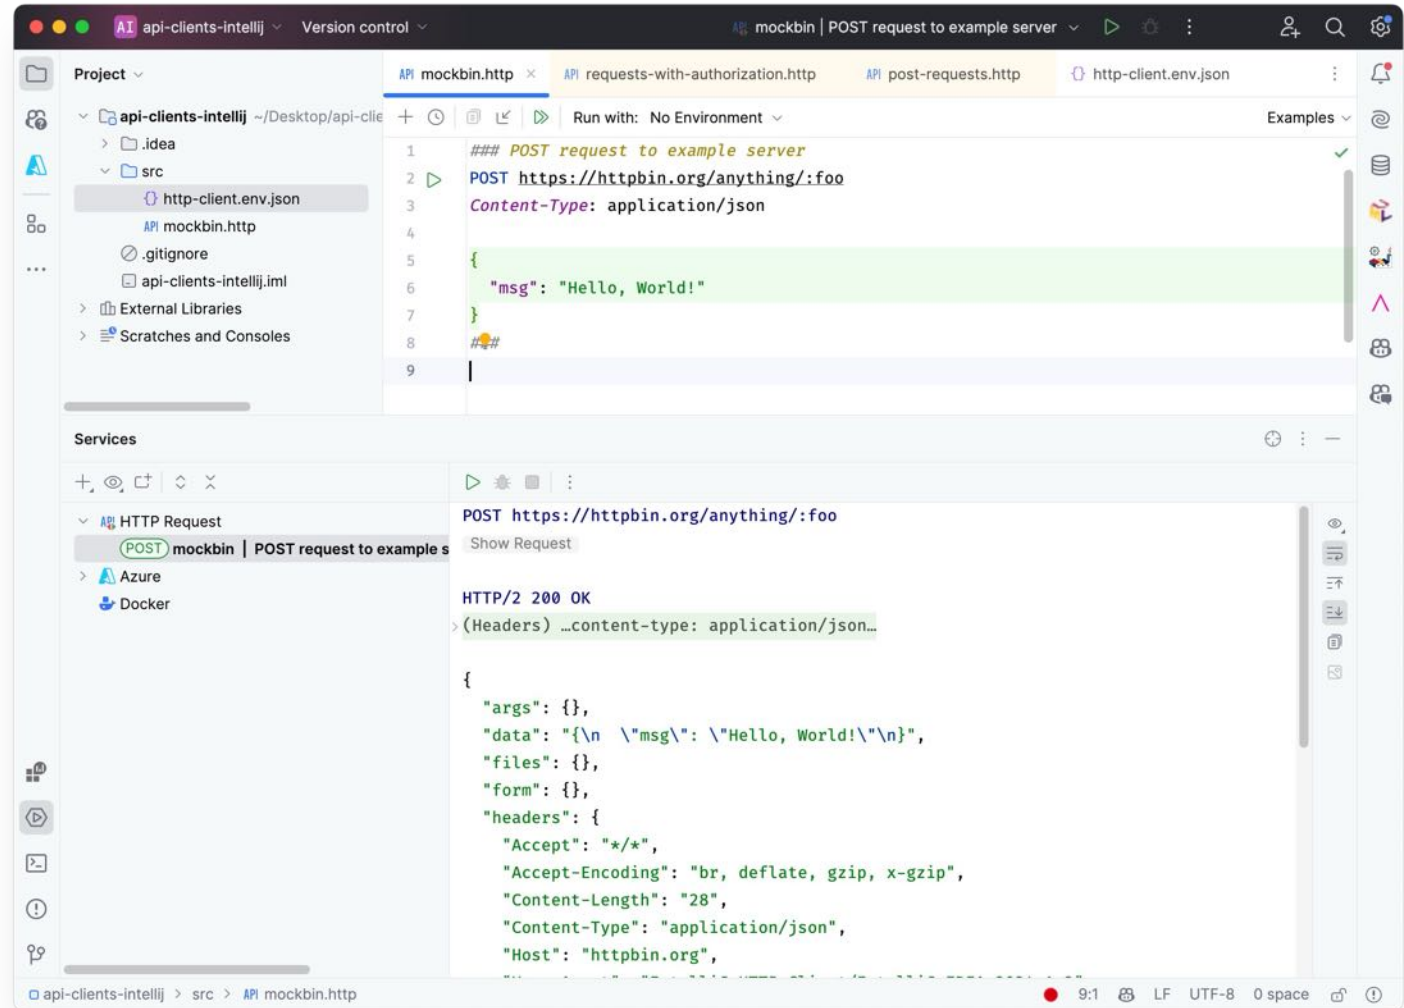 AI api-clients-intellij Version control mockbin | POST request to example server
Project
API mockbin.http API requests-with-authorization.http API post-requests.http {} http-client.env.json
api-clients-intellij ~/Desktop/api-clie
.idea
src
{} http-client.env.json
API mockbin.http
.gitignore
api-clients-intellij.iml
External Libraries
Scratches and Consoles
Run with: No Environment Examples
1 ### POST request to example server
2 POST https://httpbin.org/anything/:foo
3 Content-Type: application/json
4
5 {
6 "msg": "Hello, World!"
7 }
8 ###
9
Services
API HTTP Request
POST mockbin | POST request to example s
Azure
Docker
POST https://httpbin.org/anything/:foo
Show Request
HTTP/2 200 OK
(Headers) …content-type: application/json…
{
"args": {},
"data": "{\n  \"msg\": \"Hello, World!\"\n}",
"files": {},
"form": {},
"headers": {
"Accept": "*/*",
"Accept-Encoding": "br, deflate, gzip, x-gzip",
"Content-Length": "28",
"Content-Type": "application/json",
"Host": "httpbin.org",
api-clients-intellij > src > API mockbin.http 9:1 LF UTF-8 0 space